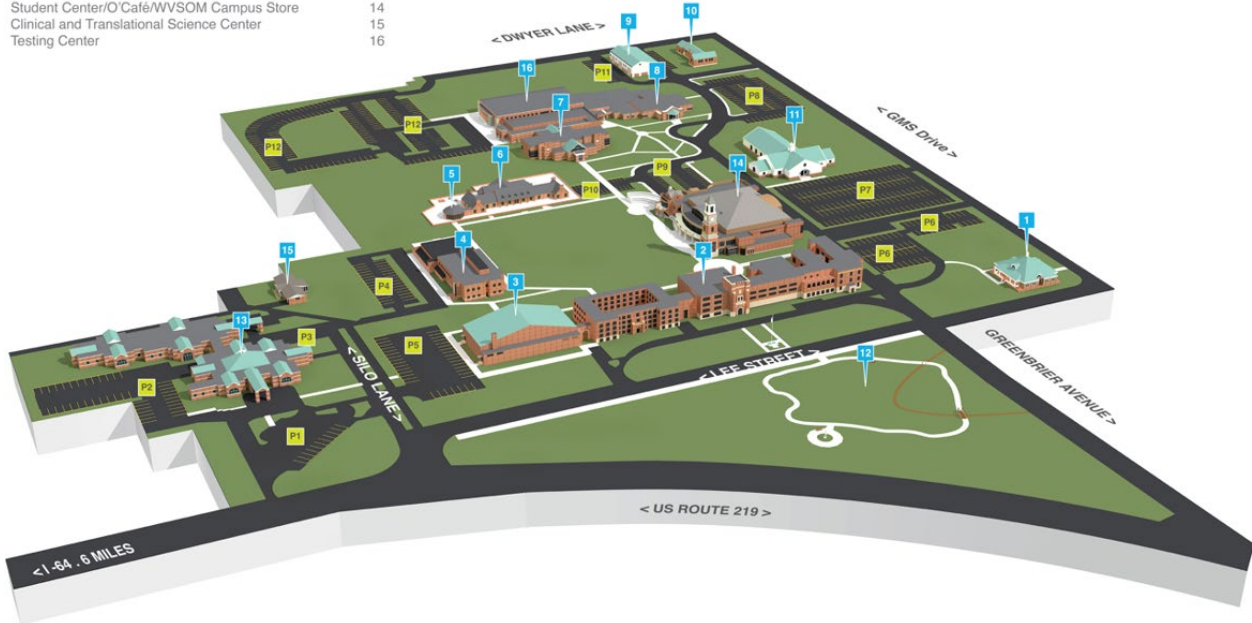 Student Center/O'Café/WVSOM Campus Store 14
Clinical and Translational Science Center 15
Testing Center 16
< DWYER LANE >
9
10
16
P11
8
P8
7
P12
11
< GMS Drive >
P12
6
P9
14
5
P10
P7
P6
1
4
2
P6
15
P4
3
13
P3
P5
< SILO LANE >
< LEE STREET >
12
GREENBRIER AVENUE >
P2
P1
< US ROUTE 219 >
< I-64 . 6 MILES